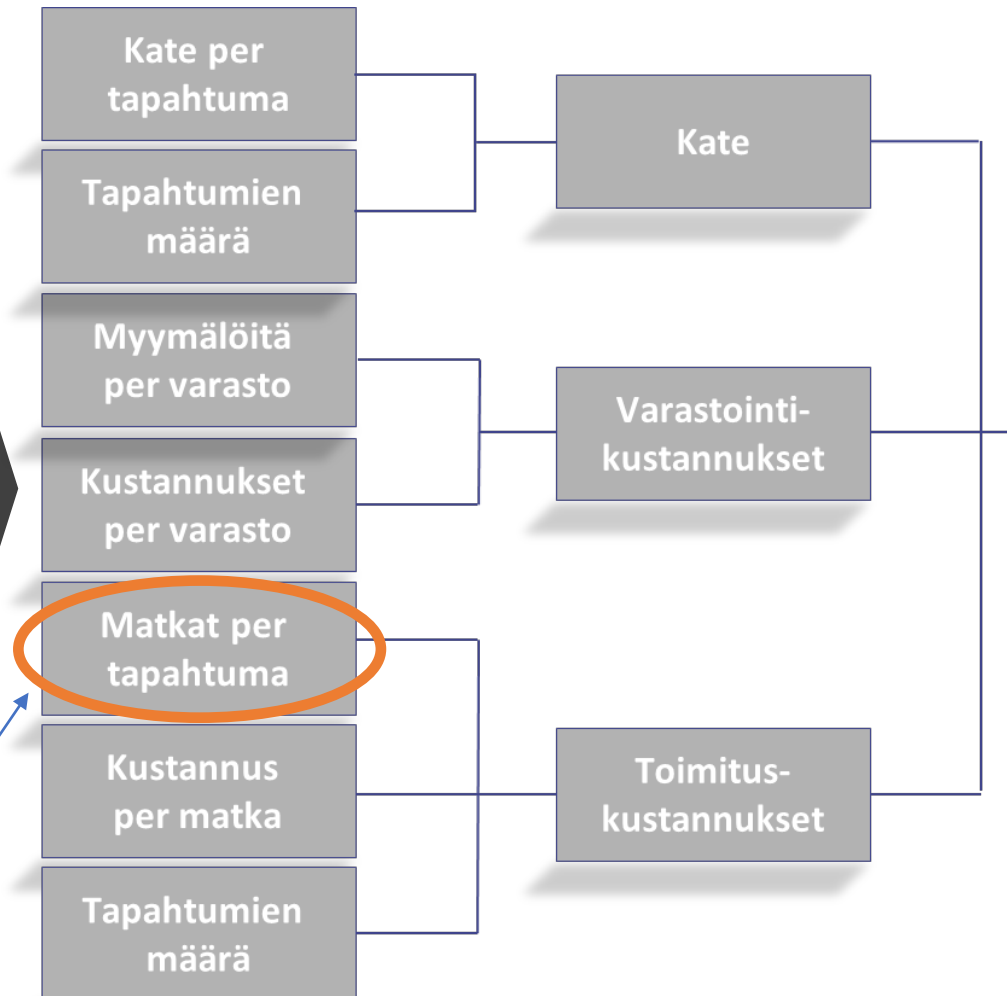 Kate per
tapahtuma
Tapahtumien
määrä
Myymälöitä
per varasto
Kustannukset
per varasto
Matkat per
tapahtuma
Kustannus
per matka
Tapahtumien
määrä
Kate
Varastointi-
kustannukset
Toimitus-
kustannukset